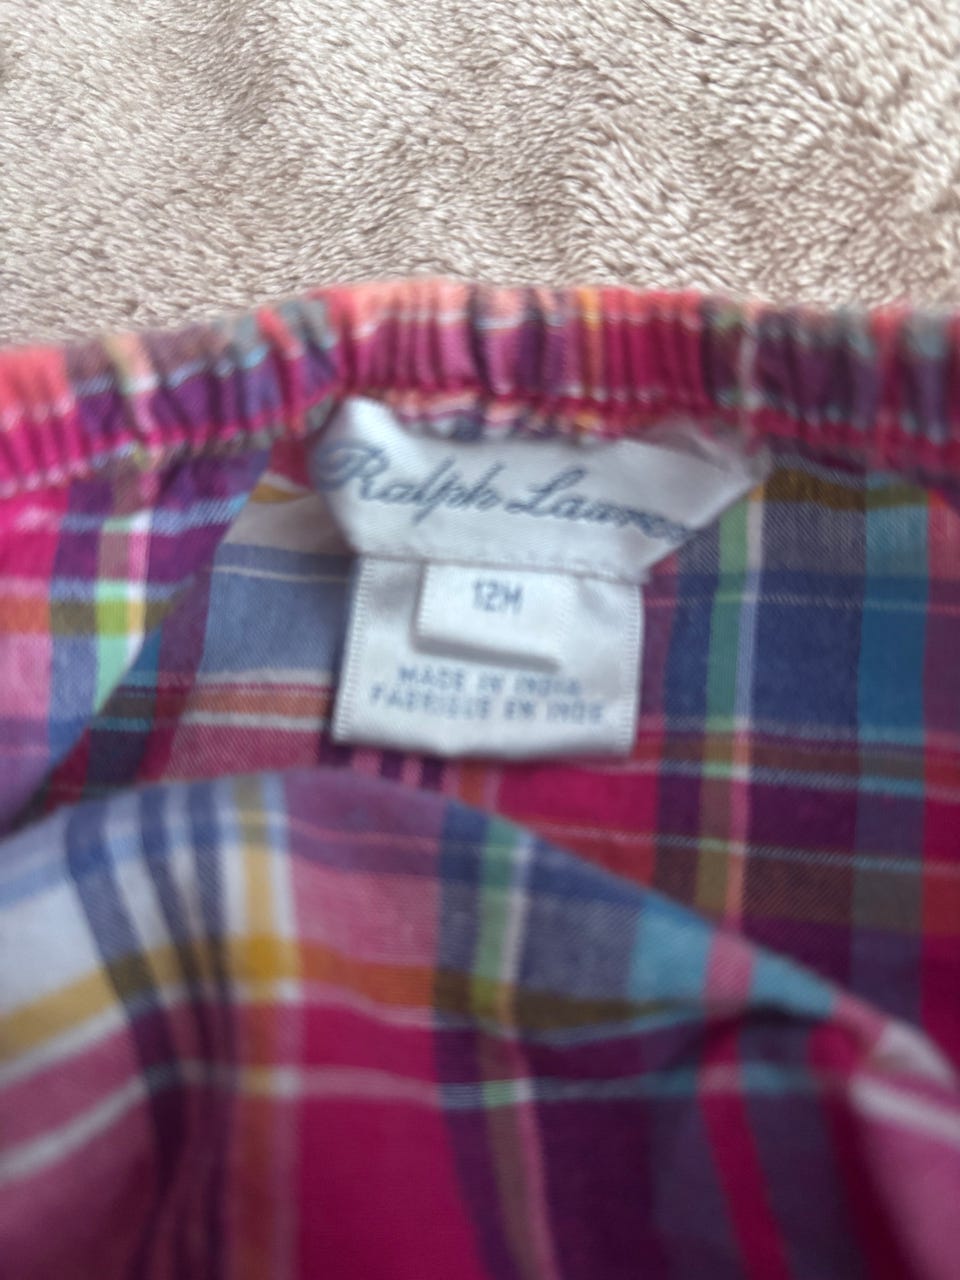 Ralph Lauren
12M
MADE IN INDIA
FABRIQUÉ EN INDE